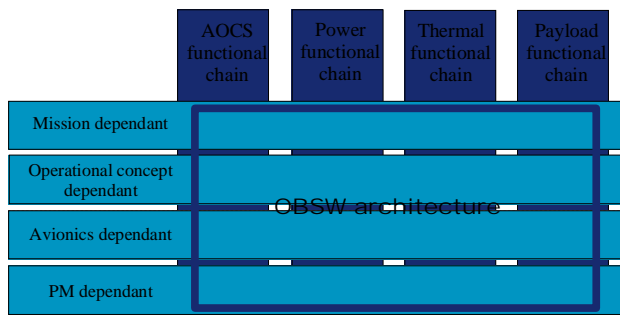 AOCS
functional
chain
Power
functional
chain
Thermal
functional
chain
Payload
functional
chain
Mission dependant
Operational concept
dependant
OBSW architecture
Avionics dependant
PM dependant